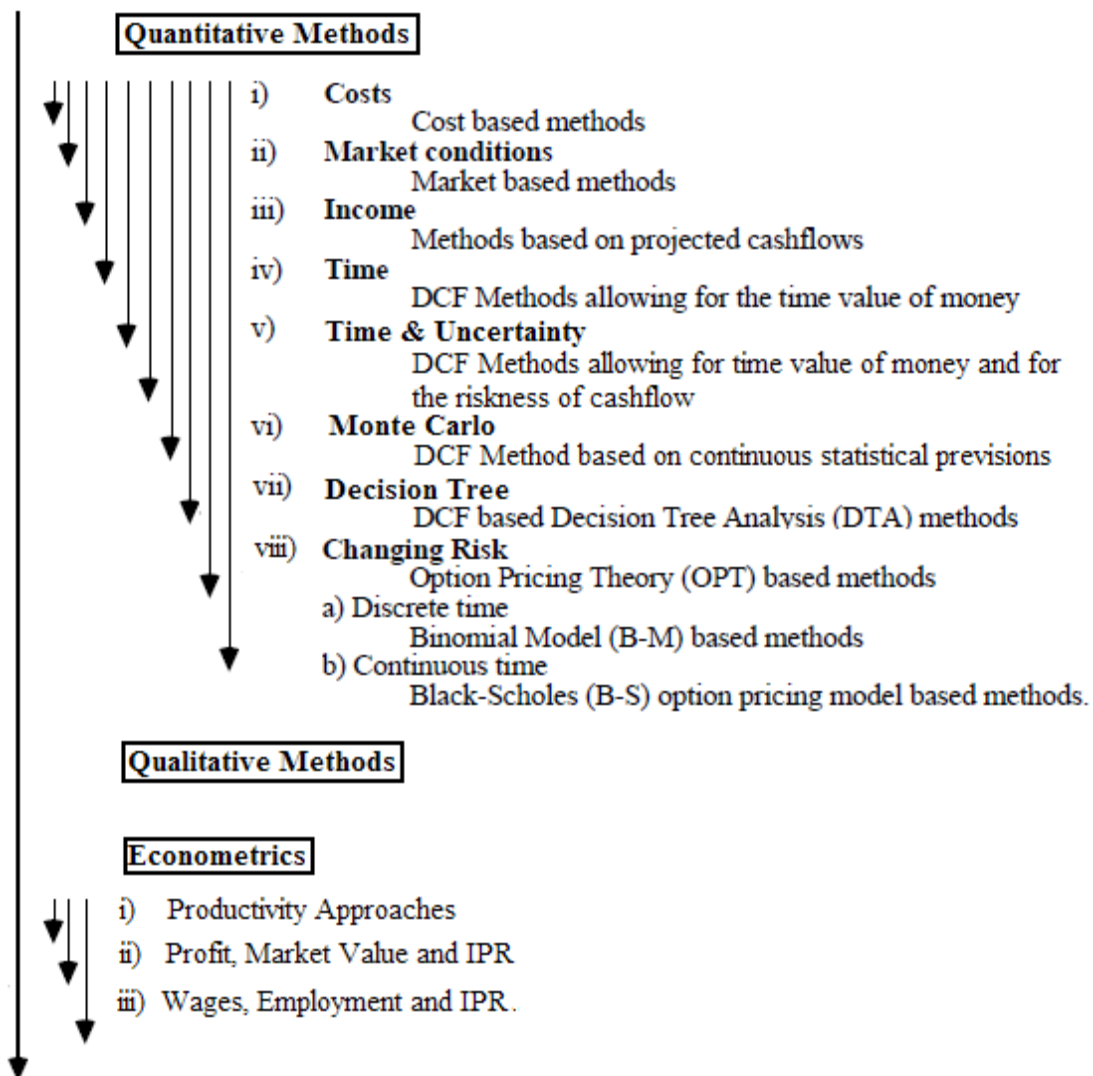 Quantitative Methods
i) Costs
Cost based methods
ii) Market conditions
Market based methods
iii) Income
Methods based on projected cashflows
iv) Time
DCF Methods allowing for the time value of money
v) Time & Uncertainty
DCF Methods allowing for time value of money and for
the riskness of cashflow
vi) Monte Carlo
DCF Method based on continuous statistical previsions
vii) Decision Tree
DCF based Decision Tree Analysis (DTA) methods
viii) Changing Risk
Option Pricing Theory (OPT) based methods
a) Discrete time
Binomial Model (B-M) based methods
b) Continuous time
Black-Scholes (B-S) option pricing model based methods.
Qualitative Methods
Econometrics
i) Productivity Approaches
ii) Profit, Market Value and IPR
iii) Wages, Employment and IPR.